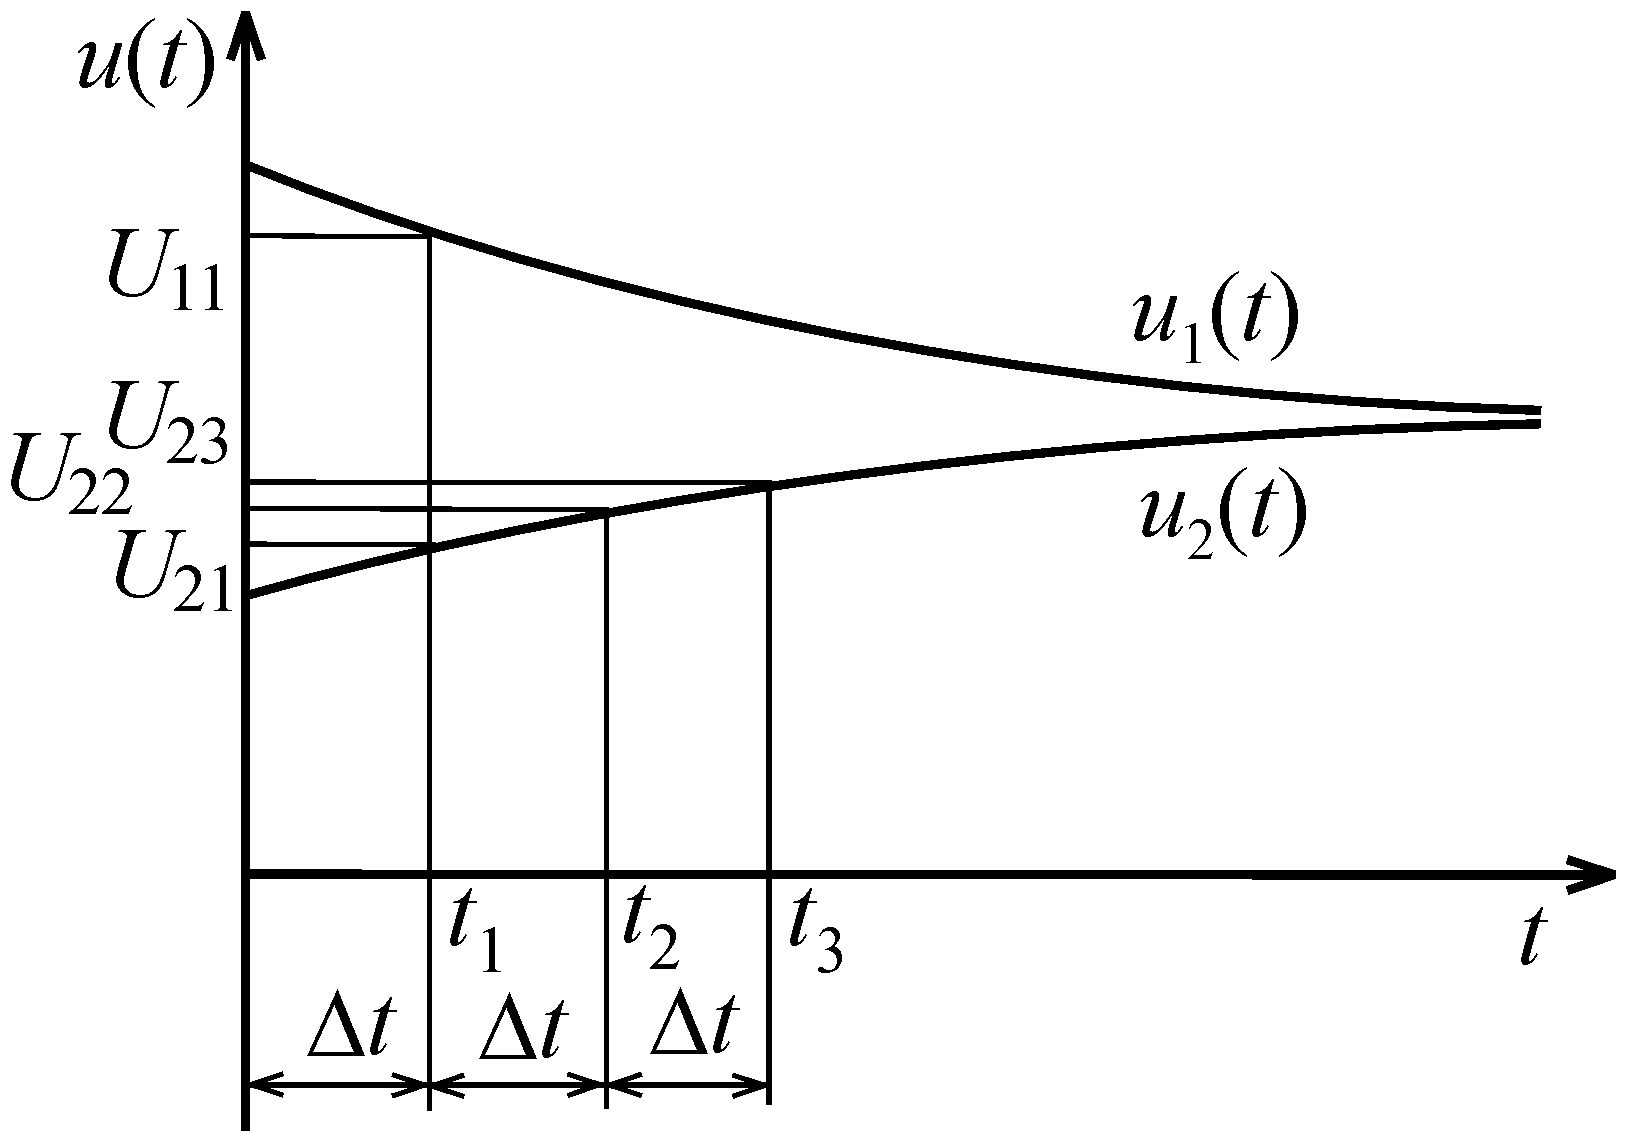 u(t)
U₁₁
u₁(t)
U₂₃
U₂₂
u₂(t)
U₂₁
t₁ t₂ t₃ t
Δt Δt Δt